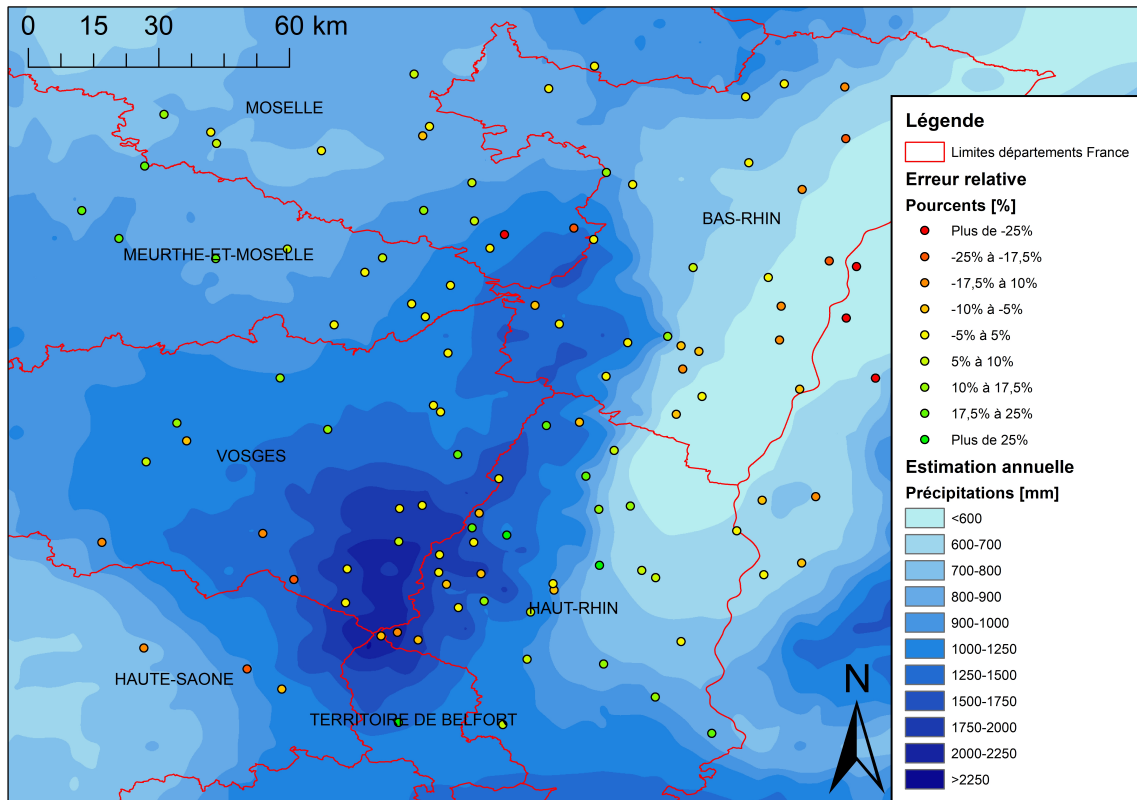 0 15 30 60 km
MOSELLE
BAS-RHIN
MEURTHE-ET-MOSELLE
VOSGES
HAUT-RHIN
HAUTE-SAONE
TERRITOIRE DE BELFORT
N
Légende
Limites départements France
Erreur relative
Pourcents [%]
Plus de -25%
-25% à -17,5%
-17,5% à 10%
-10% à -5%
-5% à 5%
5% à 10%
10% à 17,5%
17,5% à 25%
Plus de 25%
Estimation annuelle
Précipitations [mm]
<600
600-700
700-800
800-900
900-1000
1000-1250
1250-1500
1500-1750
1750-2000
2000-2250
>2250